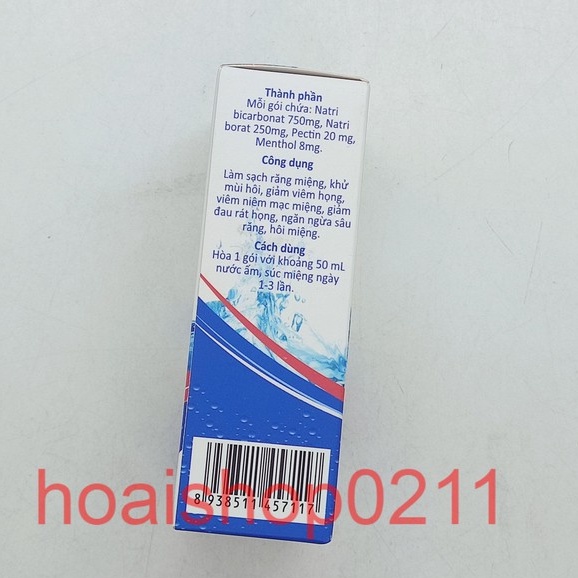 Thành phần
Mỗi gói chứa: Natri
bicarbonat 750mg, Natri
borat 250mg, Pectin 20 mg,
Menthol 8mg.
Công dụng
Làm sạch răng miệng, khử
mùi hôi, giảm viêm họng,
viêm niêm mạc miệng, giảm
đau rát họng, ngăn ngừa sâu
răng, hôi miệng.
Cách dùng
Hòa 1 gói với khoảng 50 mL
nước ấm, súc miệng ngày
1-3 lần.
hoaishop0211
8 938511 457117